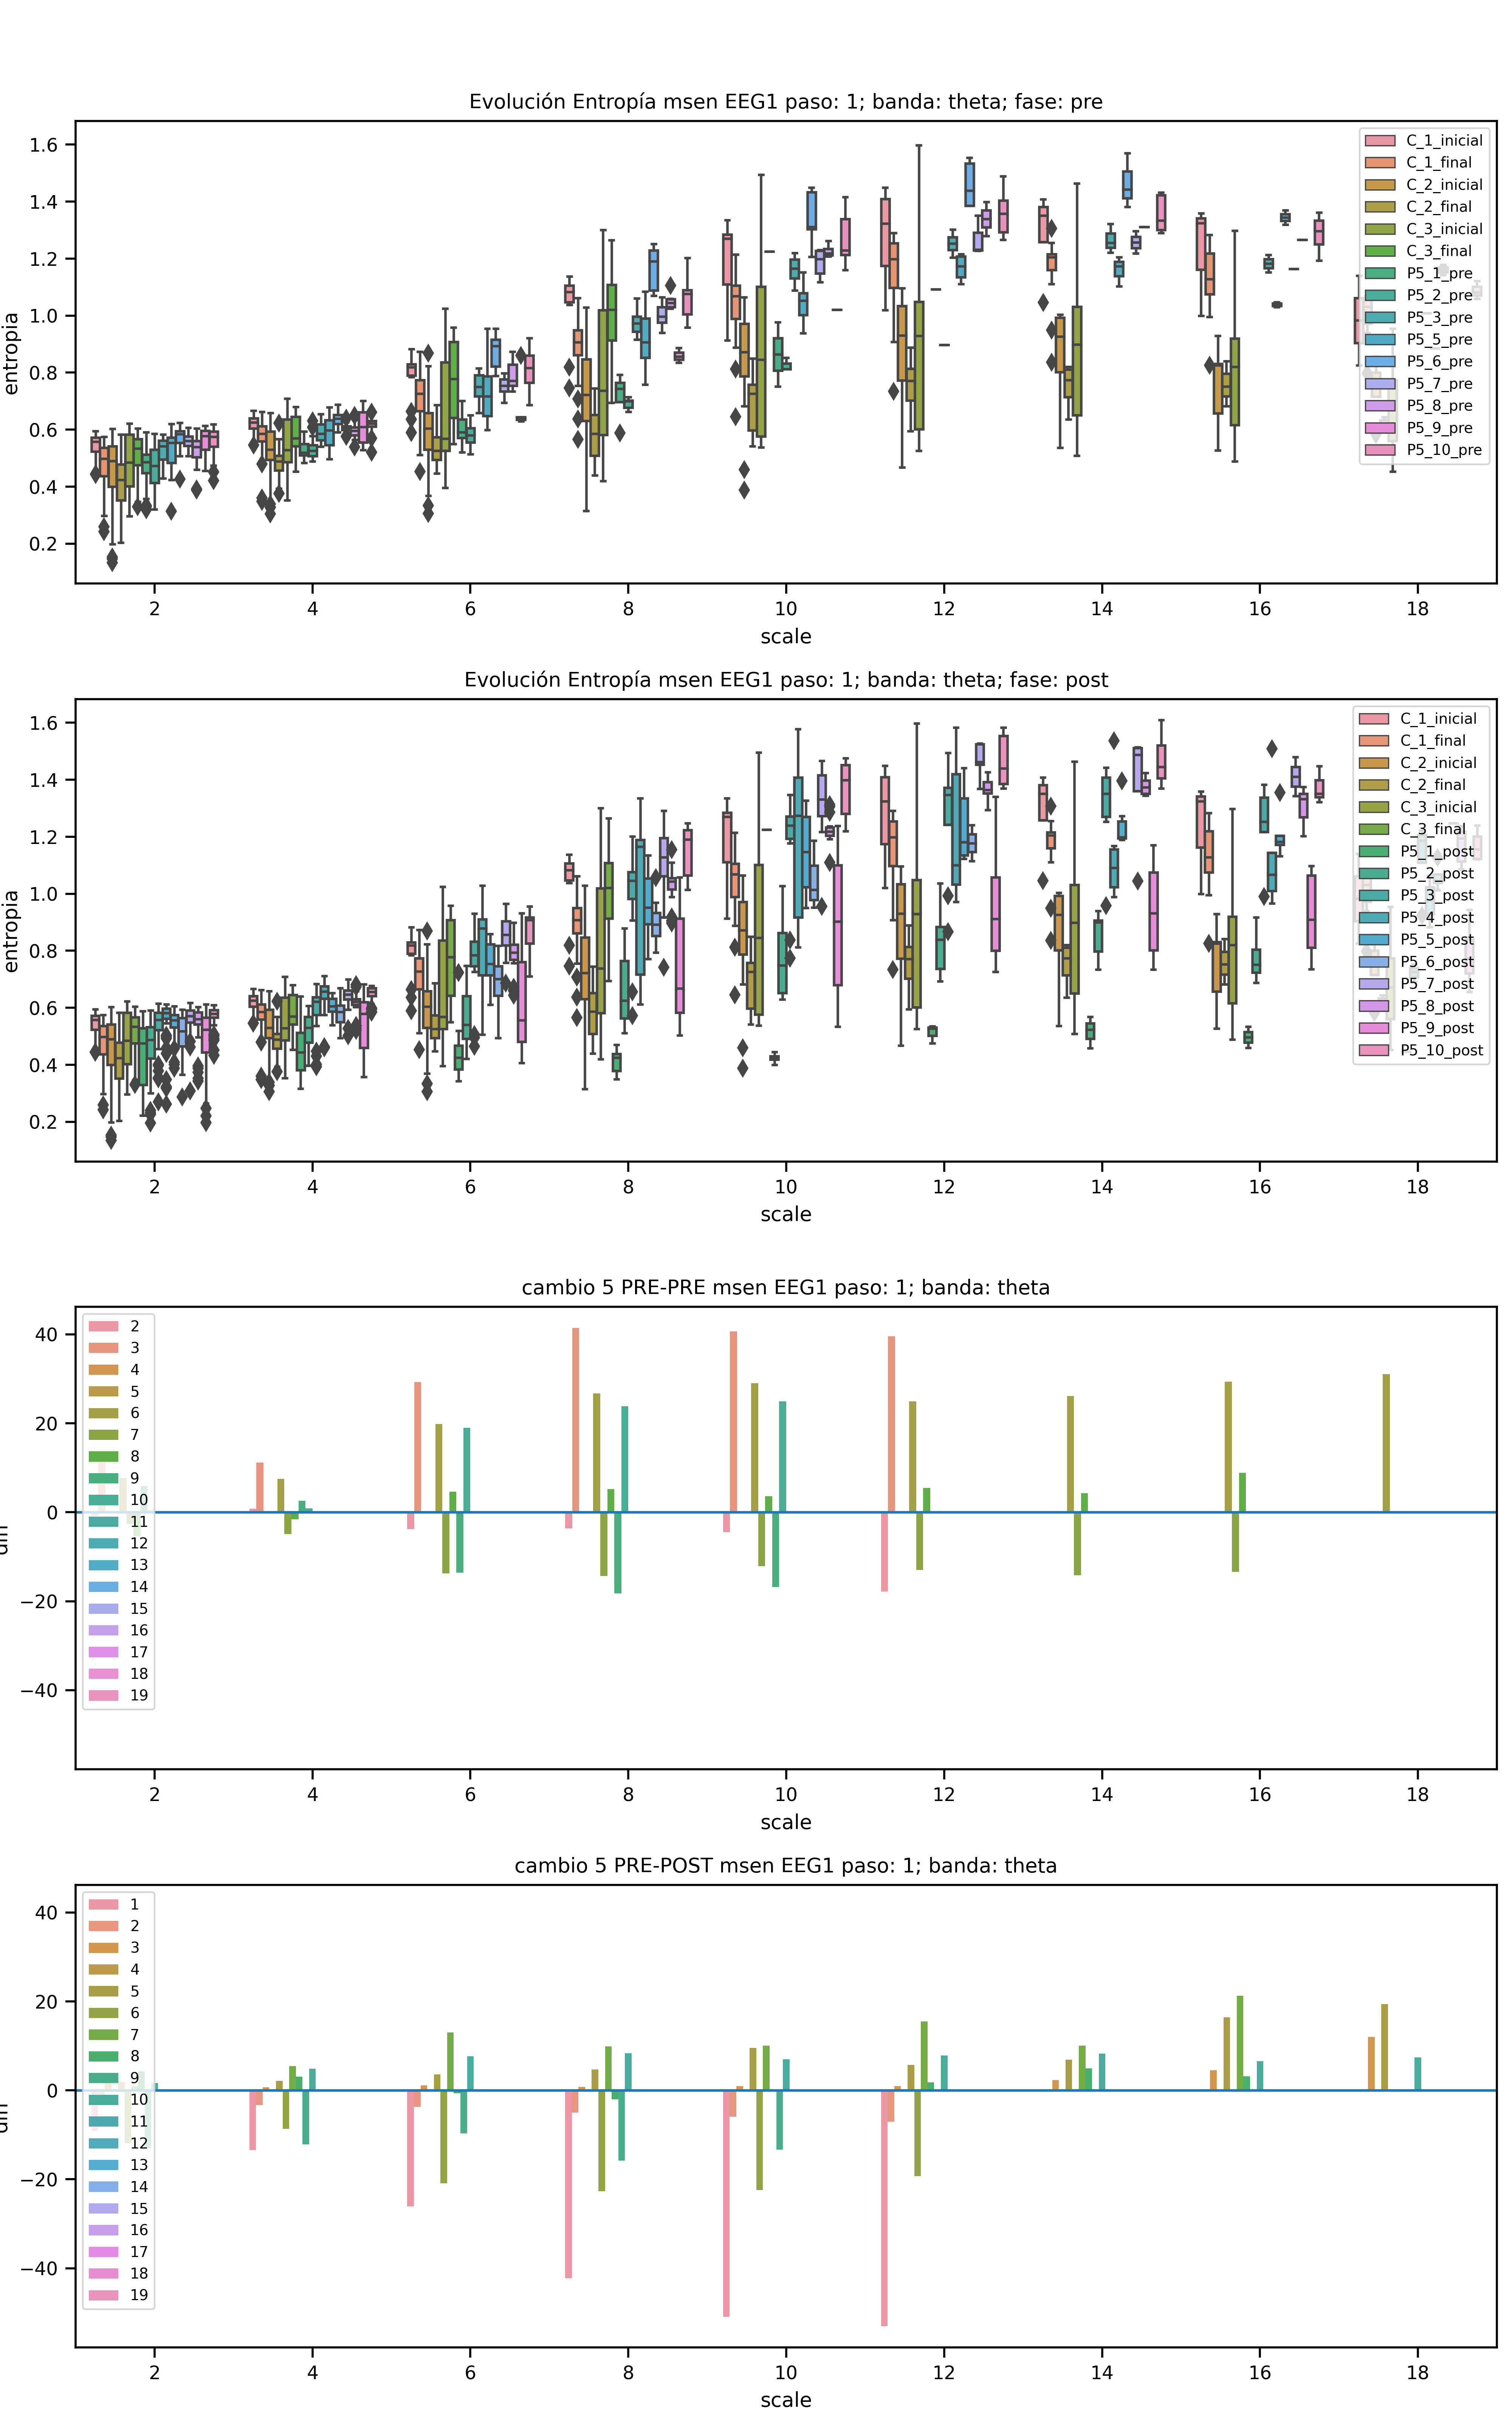 Evolución Entropía msen EEG1 paso: 1; banda: theta; fase: pre
entropia
1.6
1.4
1.2
1.0
0.8
0.6
0.4
0.2
C_1_inicial
C_1_final
C_2_inicial
C_2_final
C_3_inicial
C_3_final
P5_1_pre
P5_2_pre
P5_3_pre
P5_5_pre
P5_6_pre
P5_7_pre
P5_8_pre
P5_9_pre
P5_10_pre
2 4 6 8 10 12 14 16 18
scale
Evolución Entropía msen EEG1 paso: 1; banda: theta; fase: post
entropia
1.6
1.4
1.2
1.0
0.8
0.6
0.4
0.2
C_1_inicial
C_1_final
C_2_inicial
C_2_final
C_3_inicial
C_3_final
P5_1_post
P5_2_post
P5_3_post
P5_4_post
P5_5_post
P5_6_post
P5_7_post
P5_8_post
P5_9_post
P5_10_post
2 4 6 8 10 12 14 16 18
scale
cambio 5 PRE-PRE msen EEG1 paso: 1; banda: theta
40
20
0
−20
−40
2
3
4
5
6
7
8
9
10
11
12
13
14
15
16
17
18
19
2 4 6 8 10 12 14 16 18
scale
cambio 5 PRE-POST msen EEG1 paso: 1; banda: theta
40
20
0
−20
−40
1
2
3
4
5
6
7
8
9
10
11
12
13
14
15
16
17
18
19
2 4 6 8 10 12 14 16 18
scale